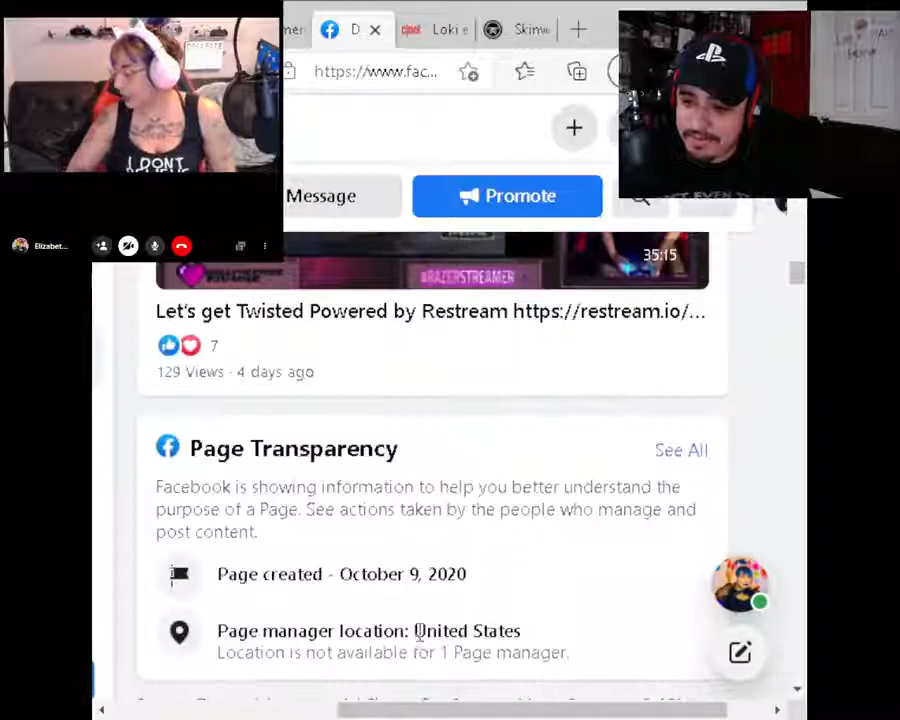 D
Loki e
Skimw
https://www.fac...
I DON'T
Elizabet...
Message
Promote
35:15
#RAZERSTREAMER
Let's get Twisted Powered by Restream https://restream.io/...
7
129 Views · 4 days ago
Page Transparency
See All
Facebook is showing information to help you better understand the
purpose of a Page. See actions taken by the people who manage and
post content.
Page created - October 9, 2020
Page manager location: United States
Location is not available for 1 Page manager.